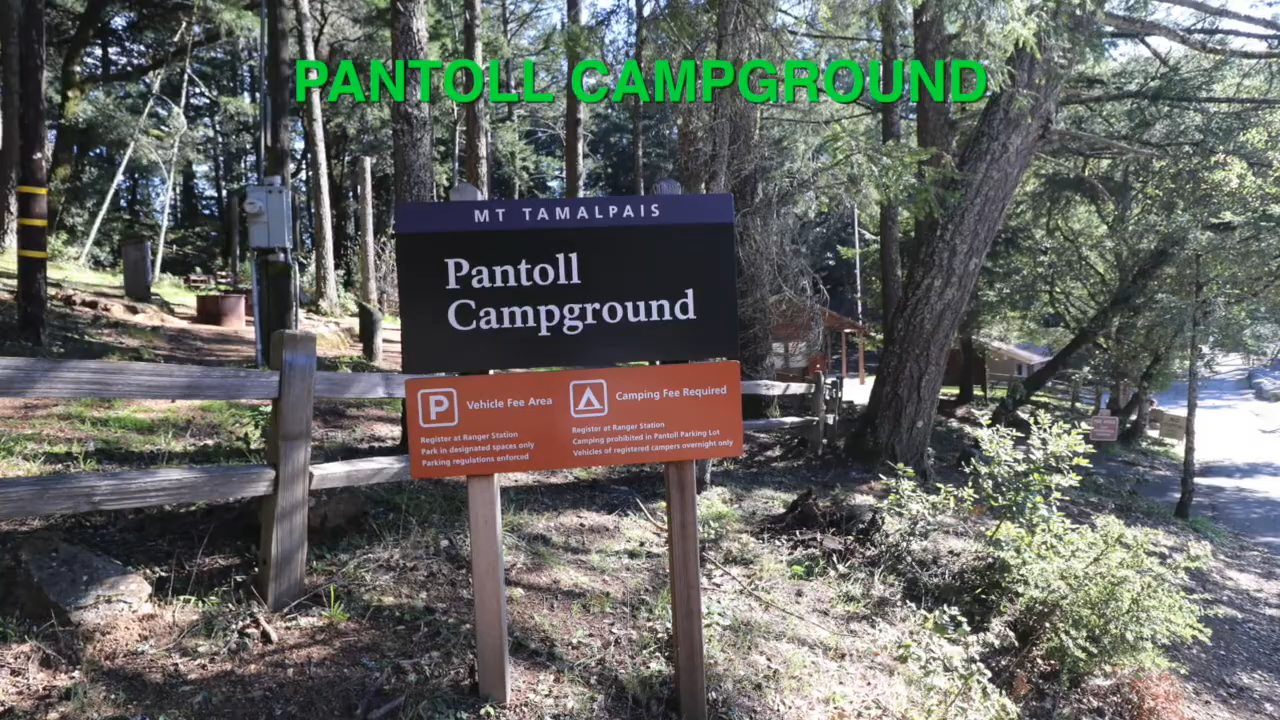 PANTOLL CAMPGROUND
MT TAMALPAIS
Pantoll
Campground
P
Vehicle Fee Area
Register at Ranger Station
Park in designated spaces only
Parking regulations enforced
Camping Fee Required
Register at Ranger Station
Camping prohibited in Pantoll Parking Lot
Vehicles of registered campers overnight only